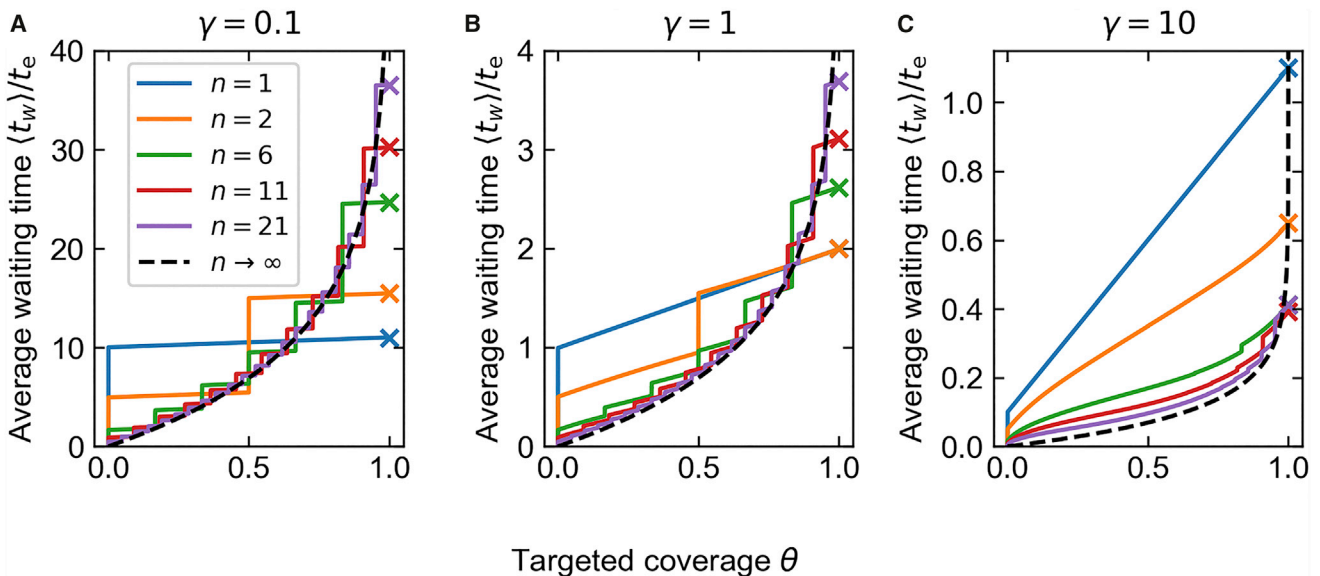 A
γ = 0.1
Average waiting time ⟨t_w⟩/t_e
40
30
20
10
0
0.0
0.5
1.0
n = 1
n = 2
n = 6
n = 11
n = 21
n → ∞
B
γ = 1
Average waiting time ⟨t_w⟩/t_e
4
3
2
1
0
0.0
0.5
1.0
C
γ = 10
Average waiting time ⟨t_w⟩/t_e
1.0
0.8
0.6
0.4
0.2
0.0
0.0
0.5
1.0
Targeted coverage θ